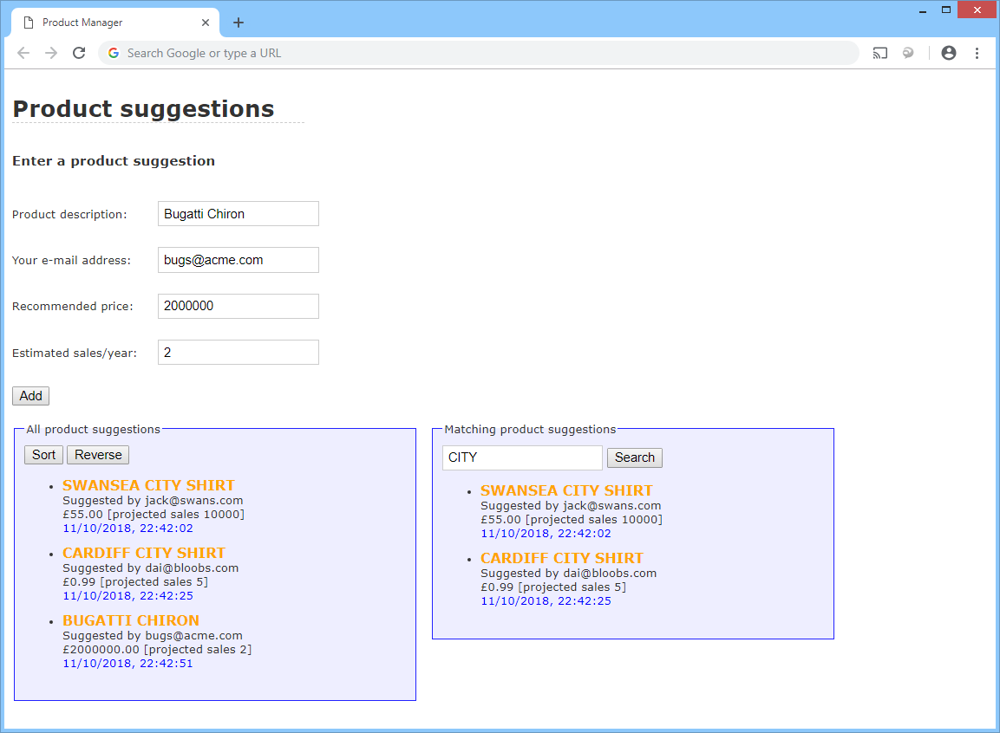 Product Manager
Search Google or type a URL
Product suggestions
Enter a product suggestion
Product description: Bugatti Chiron
Your e-mail address: bugs@acme.com
Recommended price: 2000000
Estimated sales/year: 2
Add
All product suggestions
Sort Reverse
SWANSEA CITY SHIRT
Suggested by jack@swans.com
£55.00 [projected sales 10000]
11/10/2018, 22:42:02
CARDIFF CITY SHIRT
Suggested by dai@bloobs.com
£0.99 [projected sales 5]
11/10/2018, 22:42:25
BUGATTI CHIRON
Suggested by bugs@acme.com
£2000000.00 [projected sales 2]
11/10/2018, 22:42:51
Matching product suggestions
CITY Search
SWANSEA CITY SHIRT
Suggested by jack@swans.com
£55.00 [projected sales 10000]
11/10/2018, 22:42:02
CARDIFF CITY SHIRT
Suggested by dai@bloobs.com
£0.99 [projected sales 5]
11/10/2018, 22:42:25